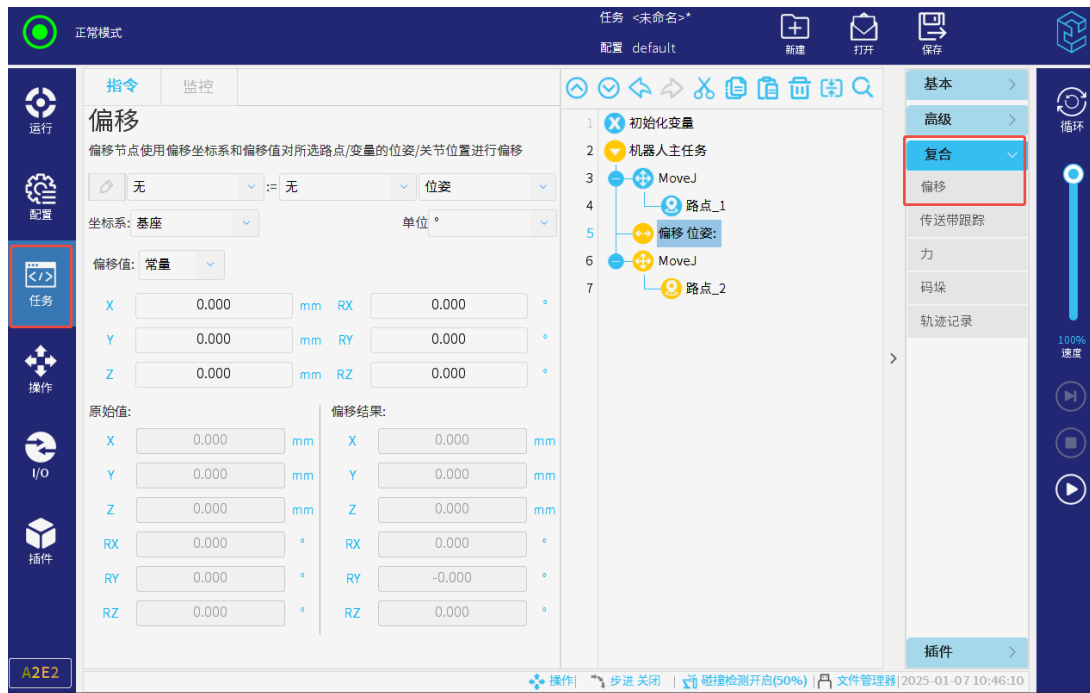 正常模式
任务 <未命名>*
配置 default
新建
打开
保存
运行
配置
任务
操作
I/O
插件
A2E2
指令 监控
偏移
偏移节点使用偏移坐标系和偏移值对所选路点/变量的位姿/关节位置进行偏移
无 := 无 位姿
坐标系: 基座 单位 °
偏移值: 常量
X 0.000 mm RX 0.000 °
Y 0.000 mm RY 0.000 °
Z 0.000 mm RZ 0.000 °
原始值: 偏移结果:
X 0.000 mm X 0.000 mm
Y 0.000 mm Y 0.000 mm
Z 0.000 mm Z 0.000 mm
RX 0.000 ° RX 0.000 °
RY 0.000 ° RY -0.000 °
RZ 0.000 ° RZ 0.000 °
1 初始化变量
2 机器人主任务
3 MoveJ
4 路点_1
5 偏移 位姿:
6 MoveJ
7 路点_2
基本
高级
复合
偏移
传送带跟踪
力
码垛
轨迹记录
插件
循环
100%
速度
操作| 步进 关闭 | 碰撞检测开启(50%) | 文件管理器|2025-01-07 10:46:10